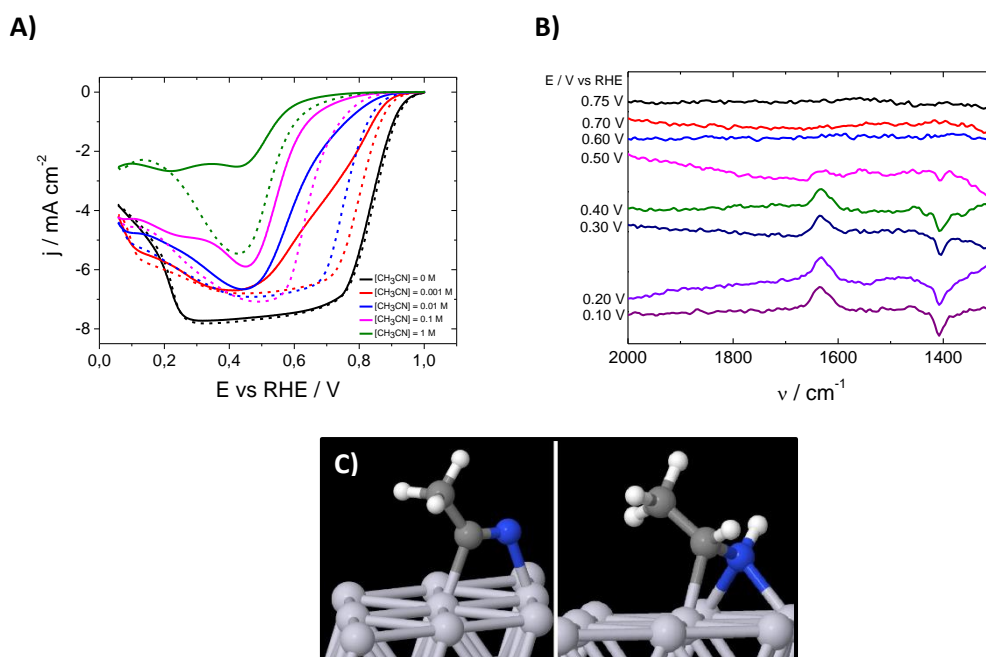 A)
B)
0
-2
-4
-6
-8
j / mA cm⁻²
0,0 0,2 0,4 0,6 0,8 1,0
E vs RHE / V
[CH3CN] = 0 M
[CH3CN] = 0.001 M
[CH3CN] = 0.01 M
[CH3CN] = 0.1 M
[CH3CN] = 1 M
E / V vs RHE
0.75 V
0.70 V
0.60 V
0.50 V
0.40 V
0.30 V
0.20 V
0.10 V
2000 1800 1600 1400
ν / cm⁻¹
C)